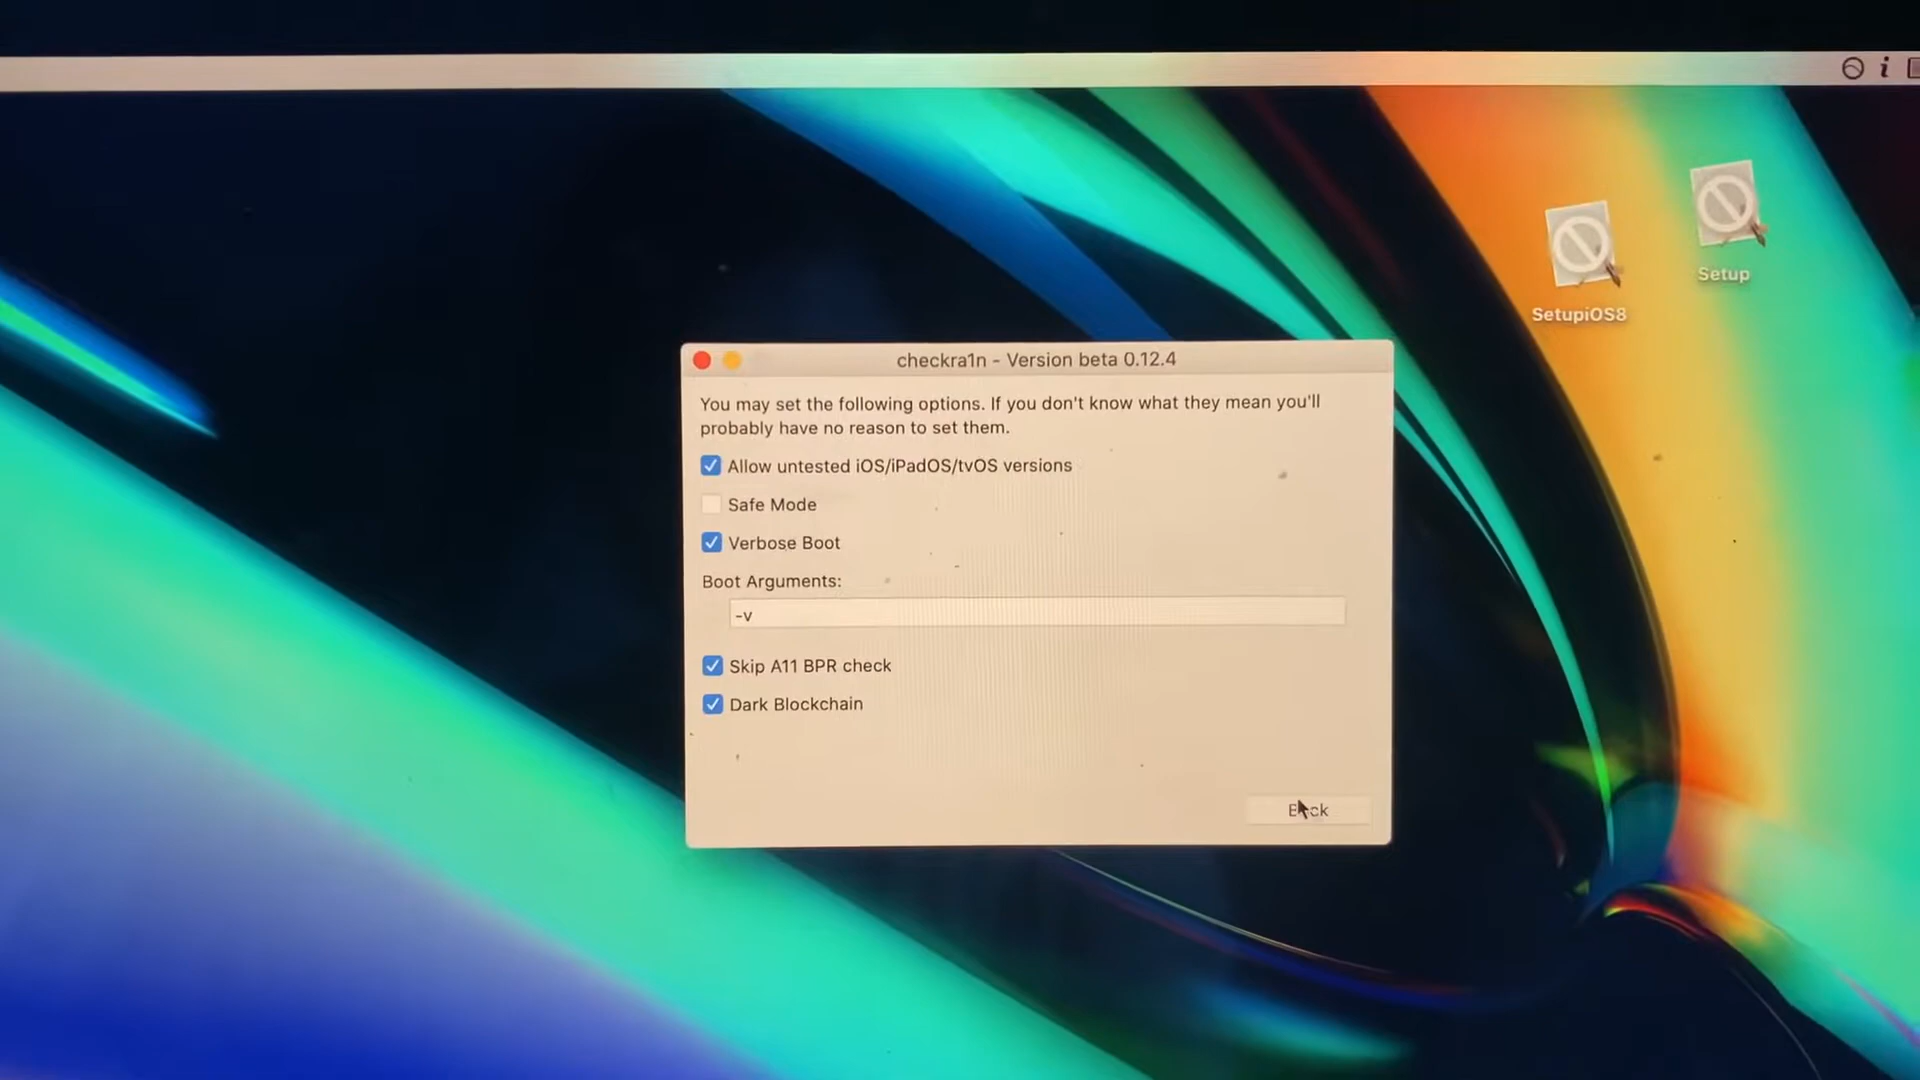 i
Setup
SetupiOS8
checkra1n - Version beta 0.12.4
You may set the following options. If you don't know what they mean you'll
probably have no reason to set them.
Allow untested iOS/iPadOS/tvOS versions
Safe Mode
Verbose Boot
Boot Arguments:
-v
Skip A11 BPR check
Dark Blockchain
Back